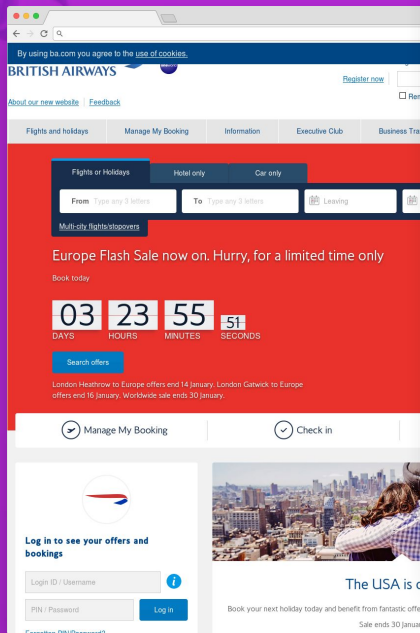 By using ba.com you agree to the use of cookies.
BRITISH AIRWAYS
Register now
About our new website
Feedback
Flights and holidays
Manage My Booking
Information
Executive Club
Business
Flights or Holidays
Hotel only
Car only
From Type any 3 letters
To Type any 3 letters
Leaving
Multi-city flights/stopovers
Europe Flash Sale now on. Hurry, for a limited time only
Book today
03 23 55 51
DAYS HOURS MINUTES SECONDS
Search offers
London Heathrow to Europe offers end 14 January. London Gatwick to Europe
offers end 16 January. Worldwide sale ends 30 January.
Manage My Booking
Check in
Log in to see your offers and
bookings
Login ID / Username
PIN / Password
Log in
Forgotten PIN/Password?
The USA is
Book your next holiday today and benefit from fantastic
Sale ends 30